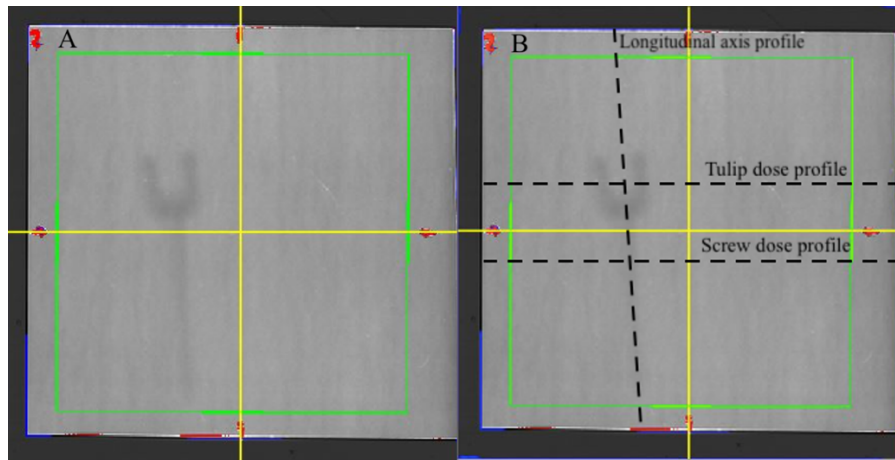 A
B
Longitudinal axis profile
Tulip dose profile
Screw dose profile